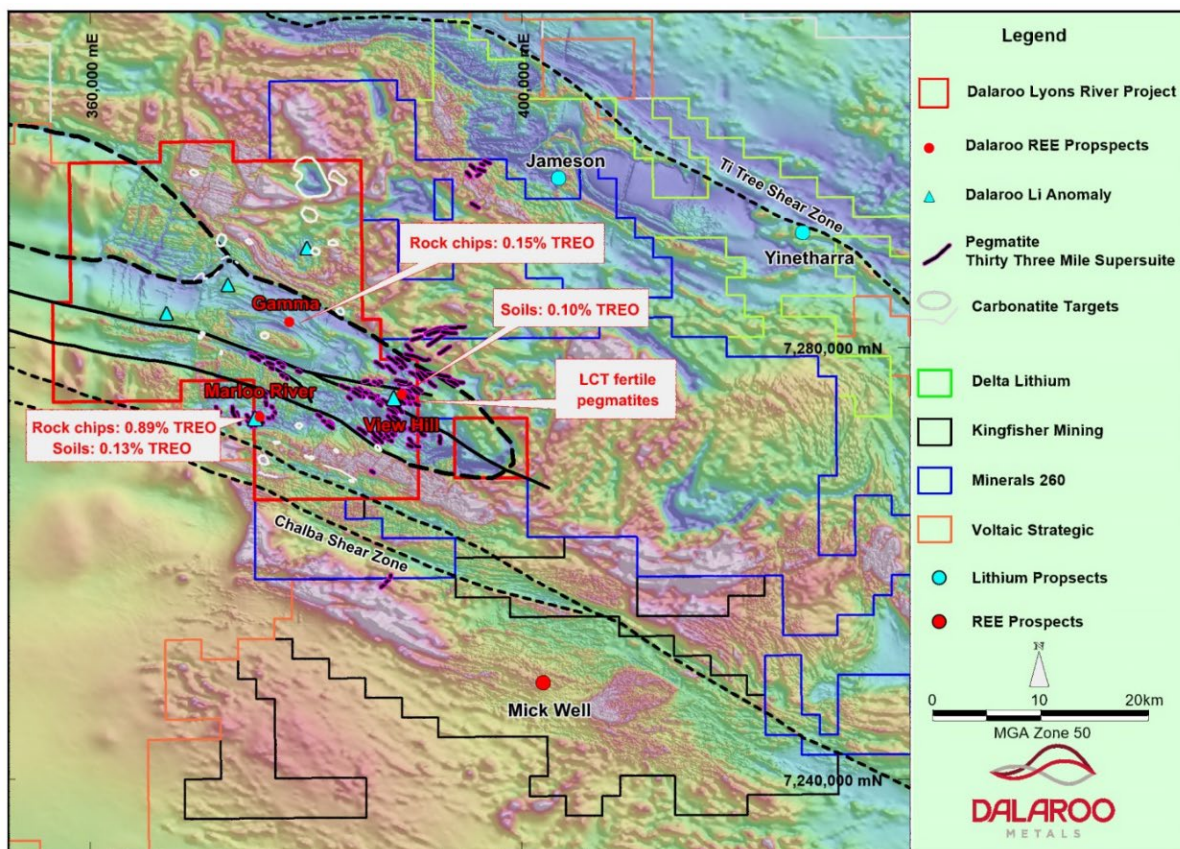 360,000 mE
400,000 mE
Jameson
Ti Tree Shear Zone
Yinetharra
Rock chips: 0.15% TREO
Gamma
Soils: 0.10% TREO
7,280,000 mN
LCT fertile
pegmatites
Marloo River
View Hill
Rock chips: 0.89% TREO
Soils: 0.13% TREO
Chalba Shear Zone
Mick Well
7,240,000 mN
Legend
Dalaroo Lyons River Project
Dalaroo REE Propspects
Dalaroo Li Anomaly
Pegmatite
Thirty Three Mile Supersuite
Carbonatite Targets
Delta Lithium
Kingfisher Mining
Minerals 260
Voltaic Strategic
Lithium Propsects
REE Prospects
0 10 20km
MGA Zone 50
DALAROO
METALS